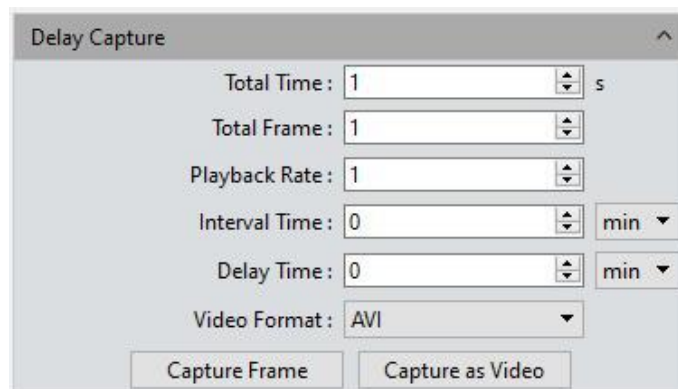 Delay Capture
Total Time : 1 s
Total Frame : 1
Playback Rate : 1
Interval Time : 0 min
Delay Time : 0 min
Video Format : AVI
Capture Frame Capture as Video